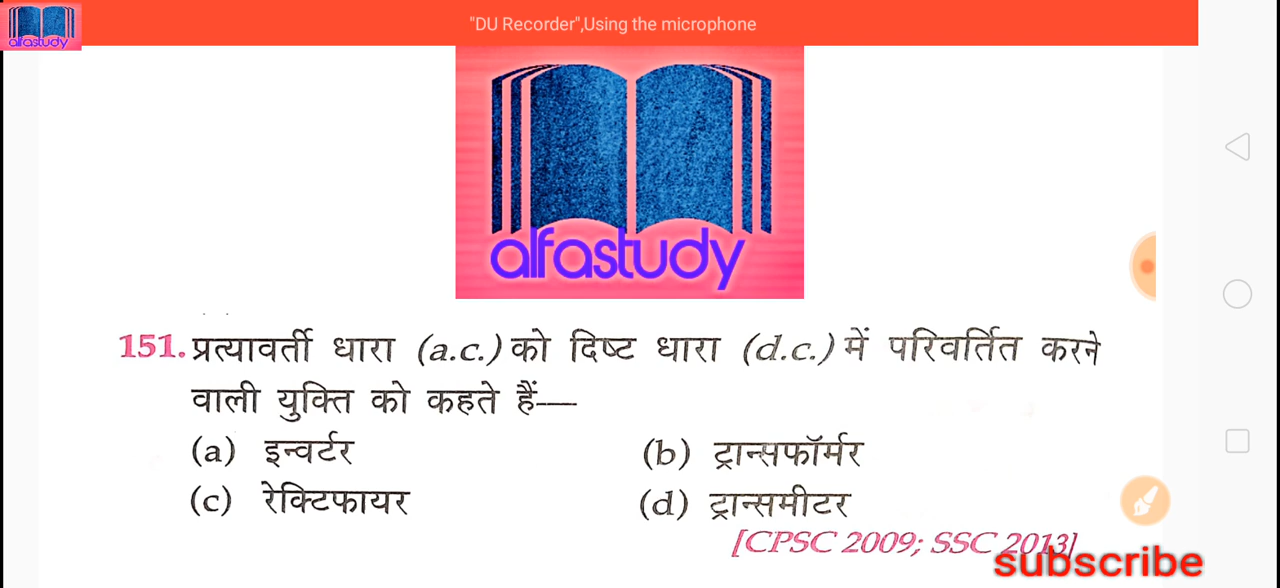 alfastudy
"DU Recorder",Using the microphone
alfastudy
151. प्रत्यावर्ती धारा (a.c.) को दिष्ट धारा (d.c.) में परिवर्तित करने
वाली युक्ति को कहते हैं—
(a) इन्वर्टर (b) ट्रान्सफॉर्मर
(c) रेक्टिफायर (d) ट्रान्समीटर
[CPSC 2009; SSC 2013]
subscribe